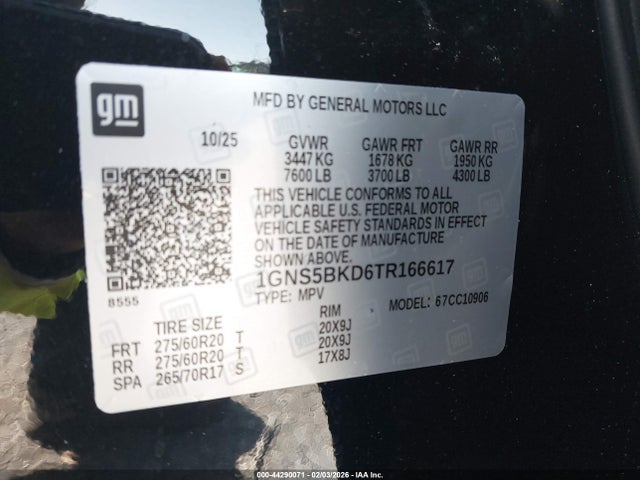 gm
MFD BY GENERAL MOTORS LLC
10/25 GVWR GAWR FRT GAWR RR
3447 KG 1678 KG 1950 KG
7600 LB 3700 LB 4300 LB
THIS VEHICLE CONFORMS TO ALL
APPLICABLE U.S. FEDERAL MOTOR
VEHICLE SAFETY STANDARDS IN EFFECT
ON THE DATE OF MANUFACTURE
SHOWN ABOVE.
1GNS5BKD6TR166617
8555
TYPE: MPV MODEL: 67CC10906
TIRE SIZE RIM
FRT 275/60R20 T 20X9J
RR 275/60R20 T 20X9J
SPA 265/70R17 S 17X8J
000-44290071 - 02/03/2026 - IAA Inc.